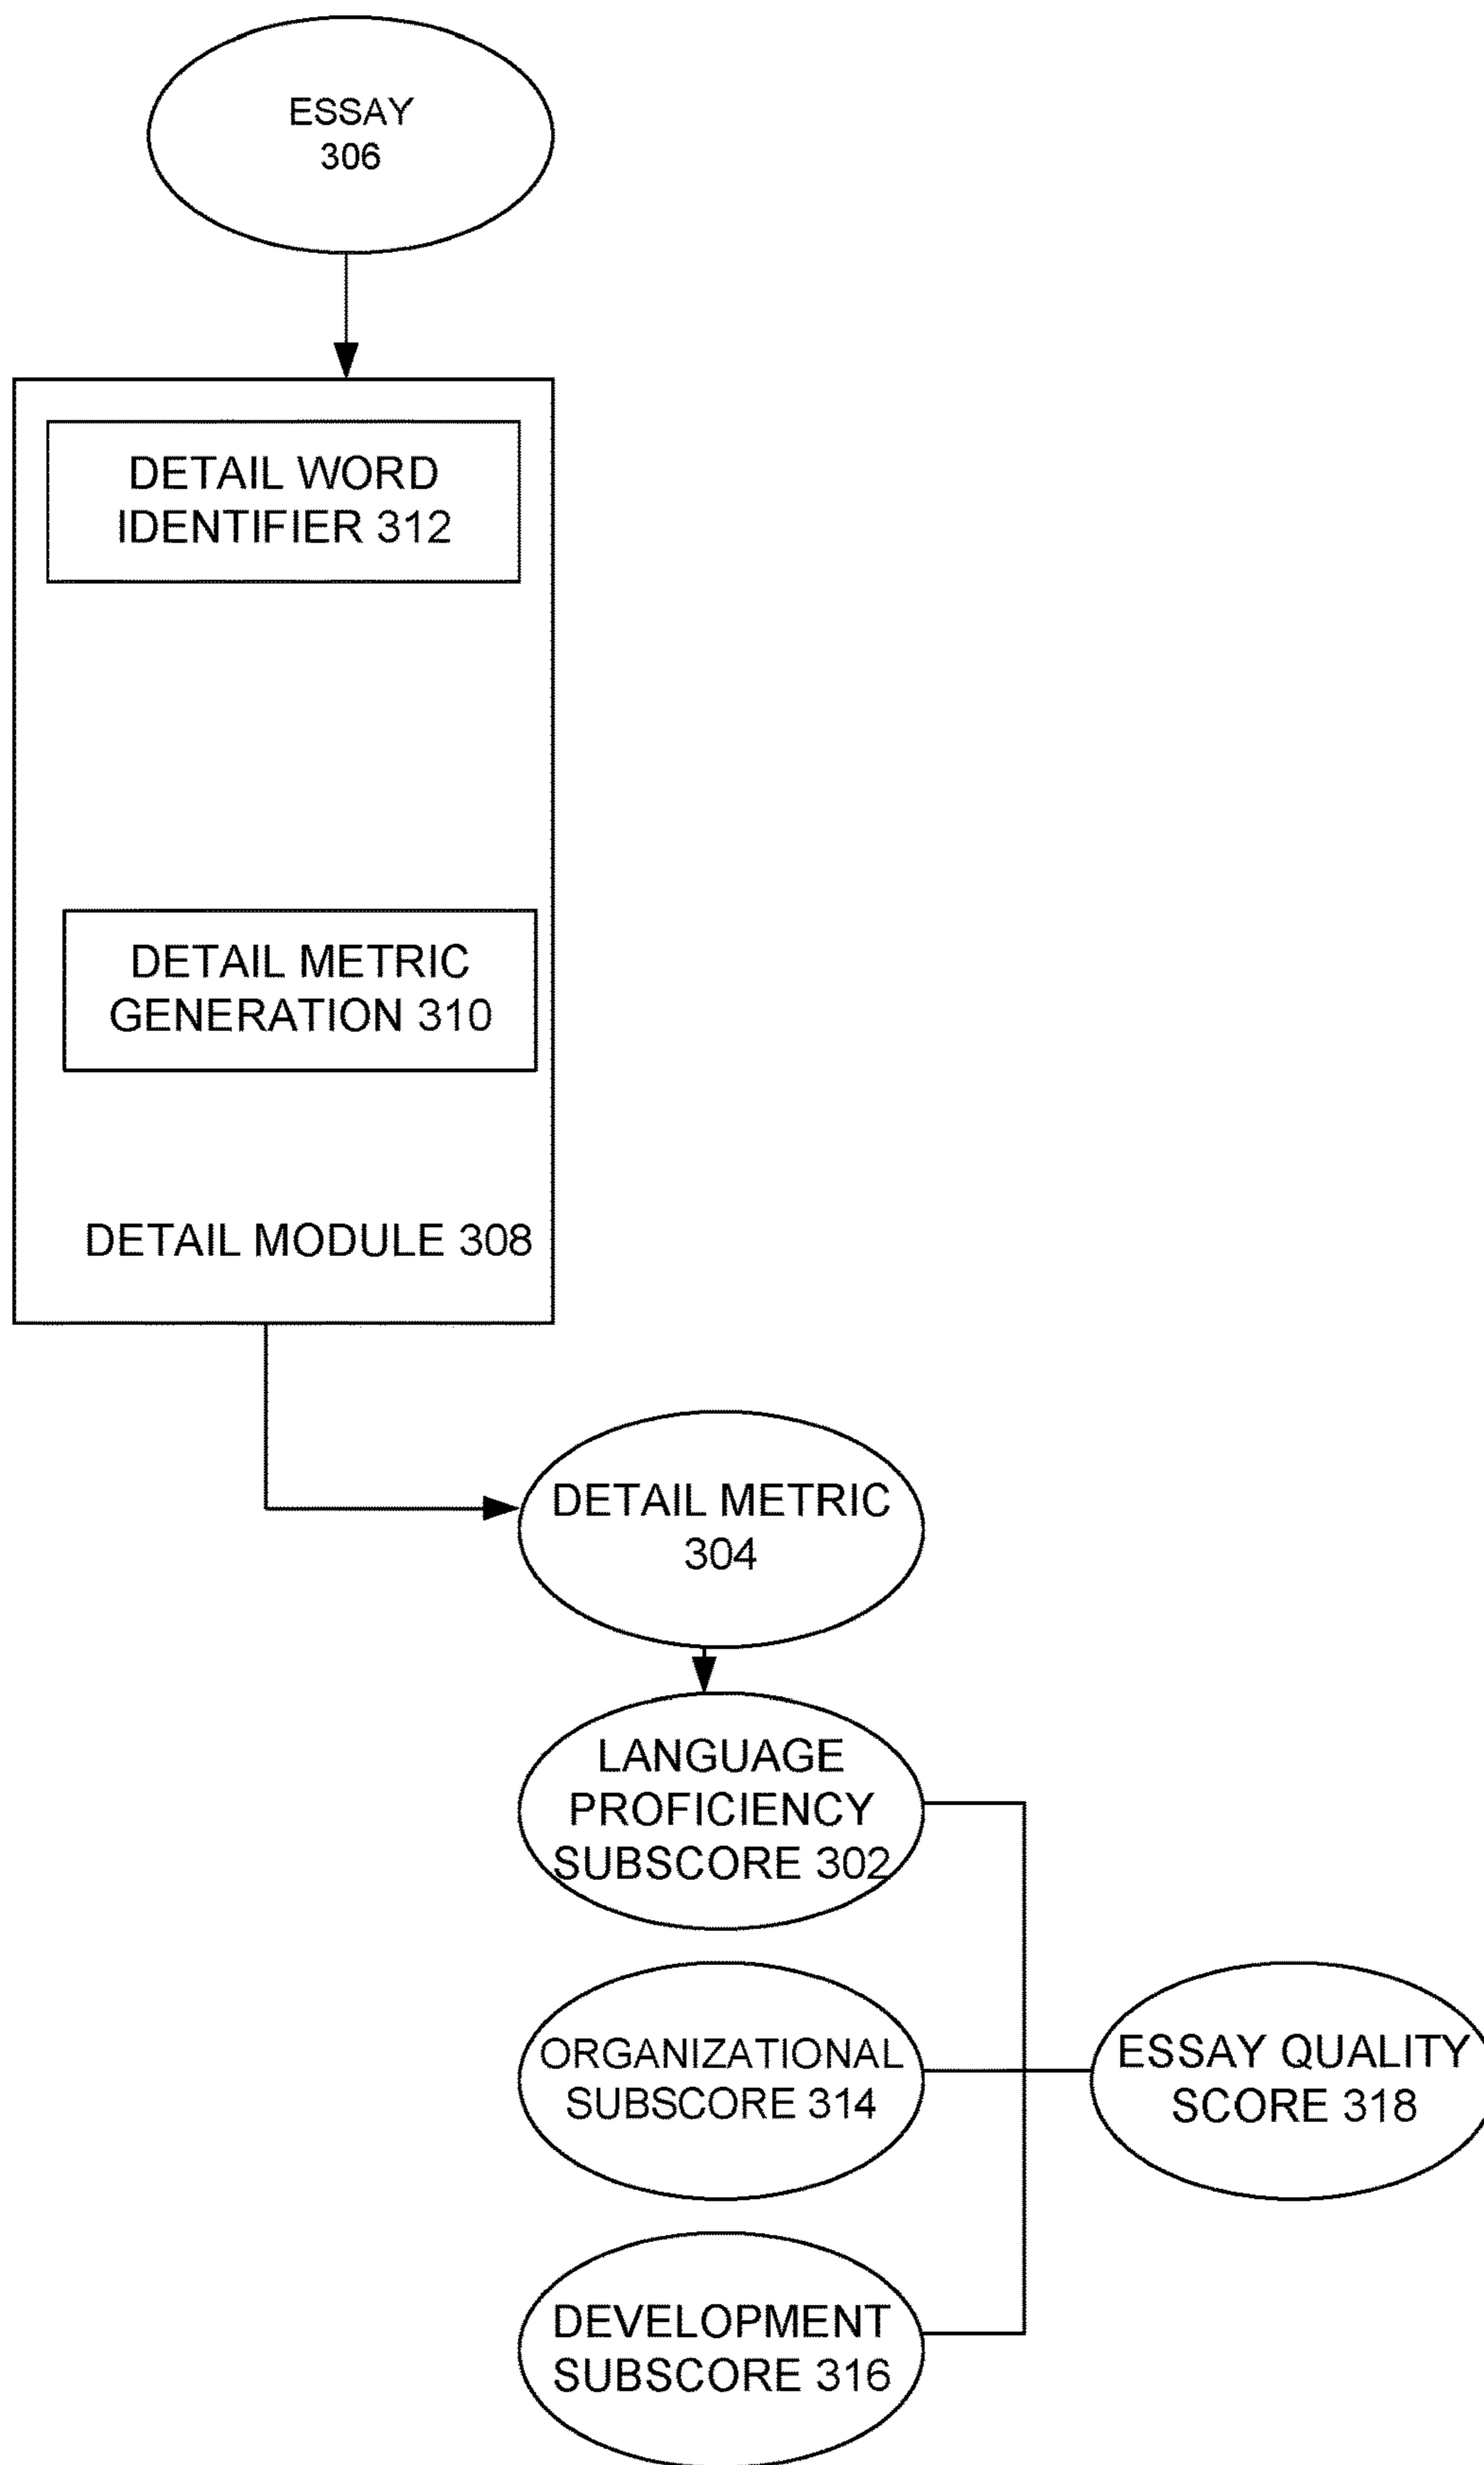 ESSAY
306
DETAIL WORD
IDENTIFIER 312
DETAIL METRIC
GENERATION 310
DETAIL MODULE 308
DETAIL METRIC
304
LANGUAGE
PROFICIENCY
SUBSCORE 302
ORGANIZATIONAL
SUBSCORE 314
ESSAY QUALITY
SCORE 318
DEVELOPMENT
SUBSCORE 316